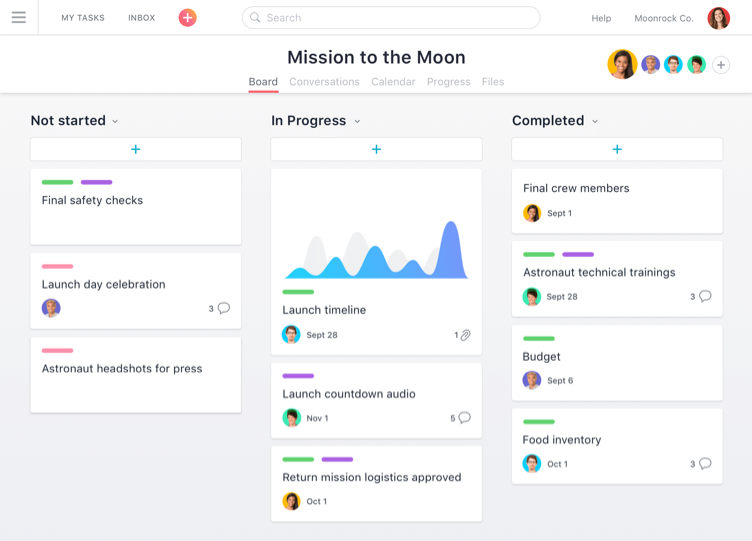 MY TASKS
INBOX
Search
Help
Moonrock Co.
Mission to the Moon
Board Conversations Calendar Progress Files
Not started
Final safety checks
Launch day celebration
3
Astronaut headshots for press
In Progress
Launch timeline
Sept 28
1
Launch countdown audio
Nov 1
5
Return mission logistics approved
Oct 1
Completed
Final crew members
Sept 1
Astronaut technical trainings
Sept 28
3
Budget
Sept 6
Food inventory
Oct 1
3